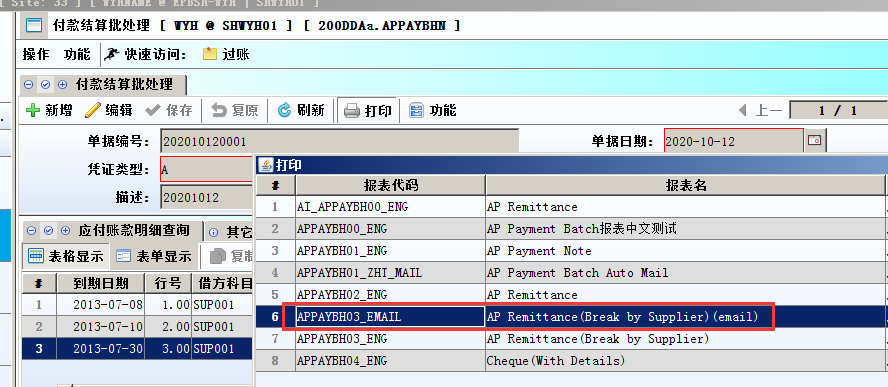 付款结算批处理 [ WYH @ SHWYH01 ] [ 200DDAa.APPAYBHN ]
操作 功能 快速访问: 过账
付款结算批处理
新增 编辑 保存 复原 刷新 打印 功能 上一 1 / 1
单据编号: 202010120001 单据日期: 2020-10-12
凭证类型: A
描述: 20201012
打印
# 报表代码 报表名
1 AI_APPAYBH00_ENG AP Remittance
2 APPAYBH00_ENG AP Payment Batch报表中文测试
3 APPAYBH01_ENG AP Payment Note
4 APPAYBH01_ZHI_MAIL AP Payment Batch Auto Mail
5 APPAYBH02_ENG AP Remittance
6 APPAYBH03_EMAIL AP Remittance(Break by Supplier)(email)
7 APPAYBH03_ENG AP Remittance(Break by Supplier)
8 APPAYBH04_ENG Cheque(With Details)
应付账款明细查询 其它
表格显示 表单显示 复制
# 到期日期 行号 借方科目
1 2013-07-08 1.00 SUP001
2 2013-07-10 2.00 SUP001
3 2013-07-30 3.00 SUP001